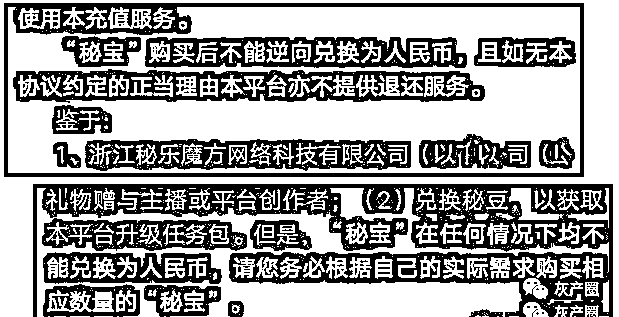 使用本充值服务。
“秘宝”购买后不能逆向兑换为人民币，且如无本
协议约定的正当理由本平台亦不提供退还服务。
鉴于：
1、浙江秘乐魔方网络科技有限公司（以
礼物赠与主播或平台创作者；（2）兑换秘豆，以获取
本平台升级任务包。但是，“秘宝”在任何情况下均不
能兑换为人民币，请您务必根据自己的实际需求购买相
应数量的“秘宝”。
灰产圈
灰产圈